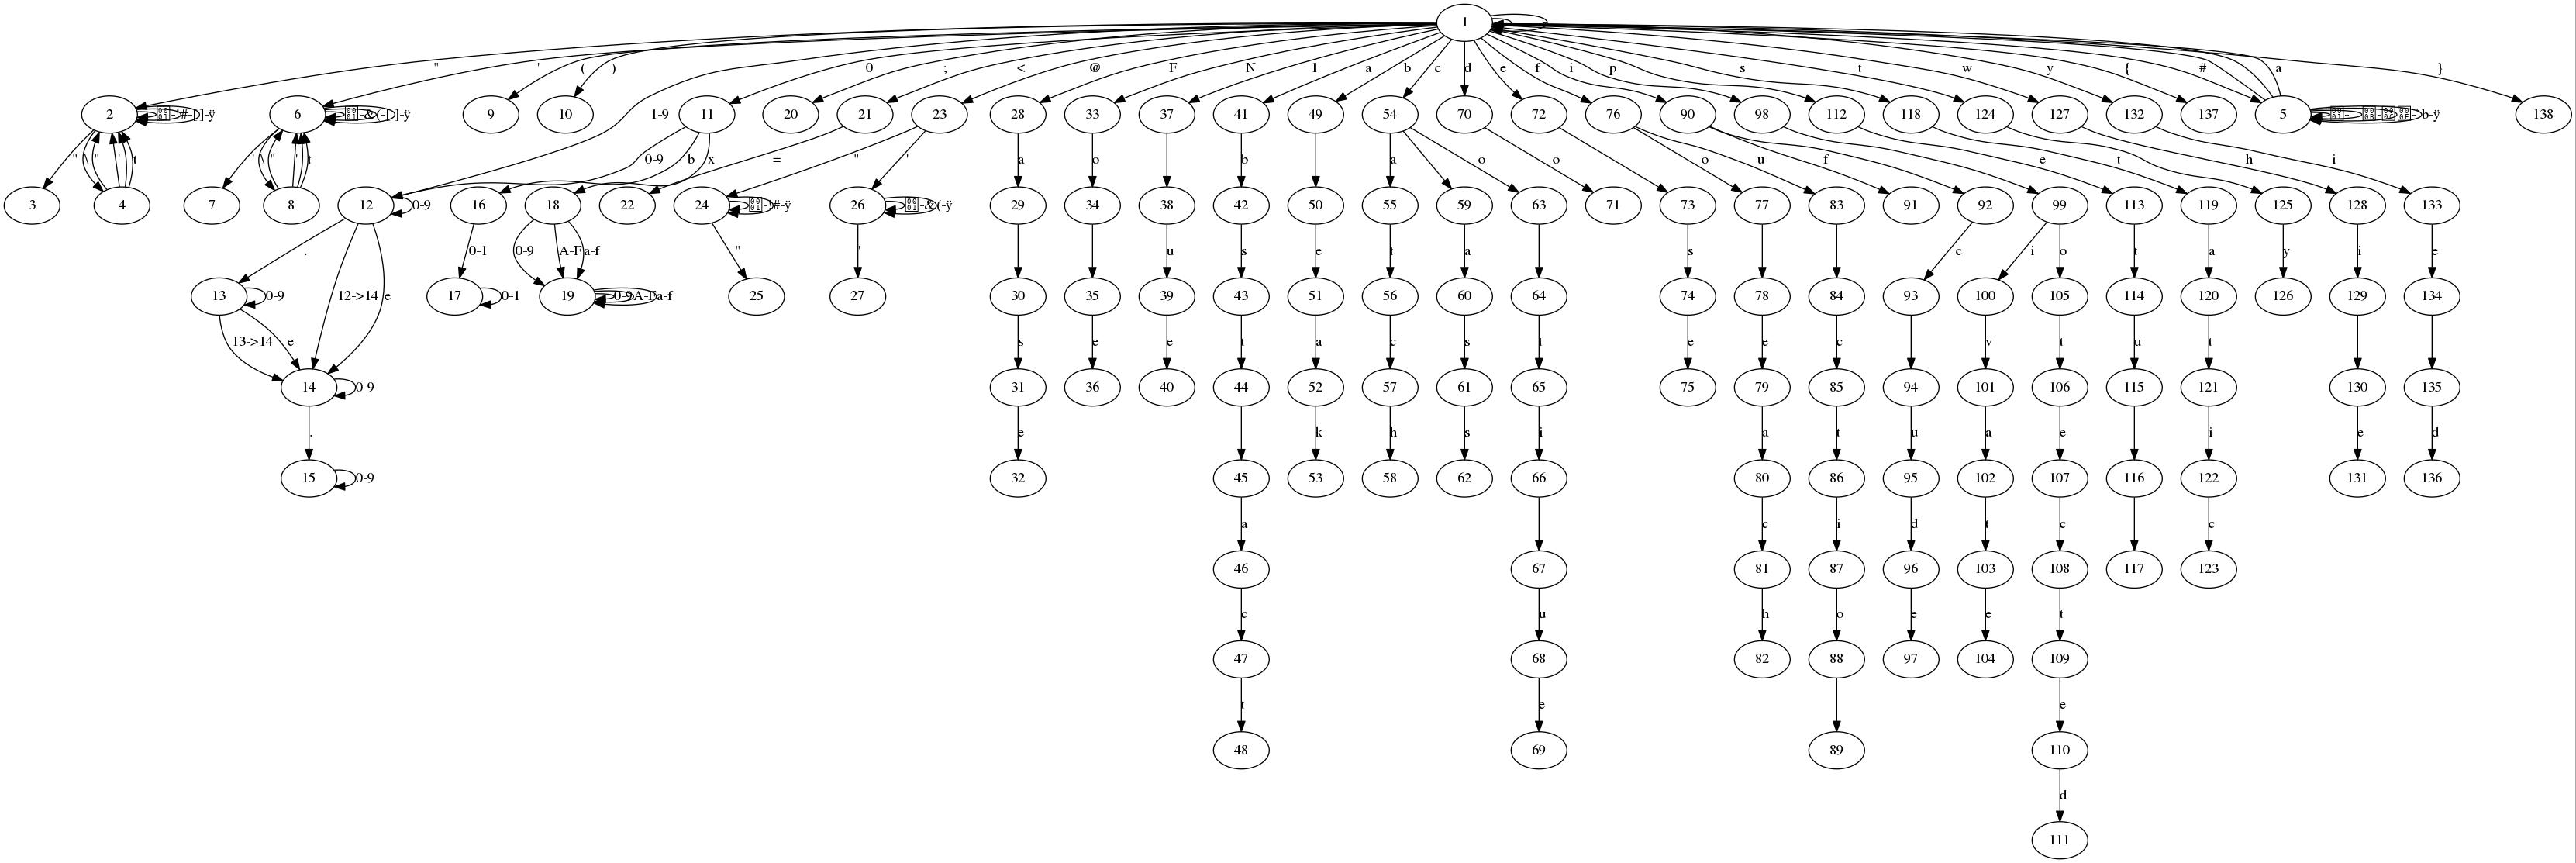 1
" ' ( ) 1-9 0 ; < @ F N I a b c d e f i p s t w y { # a }
2 #-[ ]-ÿ 6 -& (-[ ]-ÿ 9 10 11 20 21 23 28 33 37 41 49 54 70 72 76 90 98 112 118 124 127 132 137 5 b-ÿ 138
" \ " ' t ' \ " ' t 0-9 b x = " ' a o b a o o o u f e t h i
3 4 7 8 12 0-9 16 18 22 24 #-ÿ 26 -& (-ÿ 29 34 38 42 50 55 59 63 71 73 77 83 91 92 99 113 119 125 128 133
. 12->14 e 0-1 0-9 A-F a-f " ' u s e t a s c i o t a y i e
13 0-9 17 0-1 19 0-9 A-F a-f 25 27 30 35 39 43 51 56 60 64 74 78 84 93 100 105 114 120 126 129 134
13->14 e s e e t a c s t e e c v t u t
14 0-9 31 36 40 44 52 57 61 65 75 79 85 94 101 106 115 121 130 135
. e k h s i a t u a e i e d
15 0-9 32 45 53 58 62 66 80 86 95 102 107 116 122 131 136
a c i d t c c
46 67 81 87 96 103 108 117 123
c u h o e e t
47 68 82 88 97 104 109
t e e
48 69 89 110
d
111